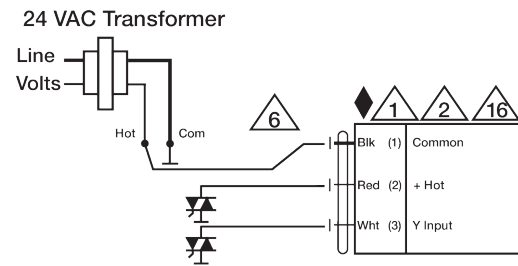 24 VAC Transformer
Line
Volts
Hot Com
6
1 2 16
Blk (1) Common
Red (2) + Hot
Wht (3) Y Input